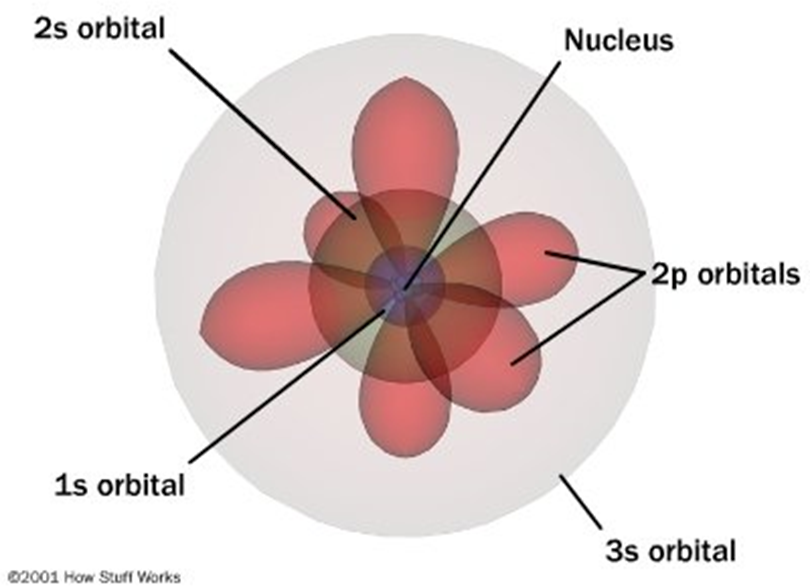 2s orbital
Nucleus
2p orbitals
1s orbital
3s orbital
©2001 How Stuff Works